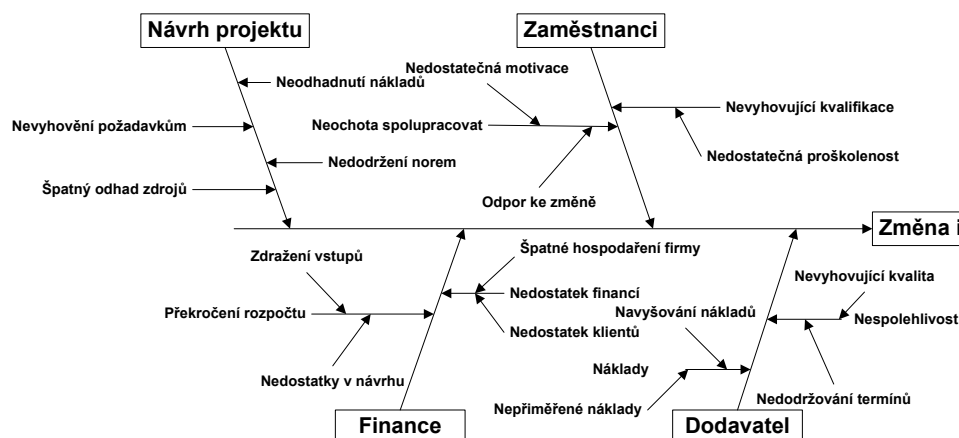 Návrh projektu
Zaměstnanci
Nedostatečná motivace
Neodhadnutí nákladů
Nevyhovující kvalifikace
Nevyhovění požadavkům
Neochota spolupracovat
Nedodržení norem
Nedostatečná proškolenost
Špatný odhad zdrojů
Odpor ke změně
Změna i
Zdražení vstupů
Špatné hospodaření firmy
Nevyhovující kvalita
Nedostatek financí
Překročení rozpočtu
Navyšování nákladů
Nespolehlivost
Nedostatek klientů
Náklady
Nedostatky v návrhu
Nedodržování termínů
Nepřiměřené náklady
Finance
Dodavatel